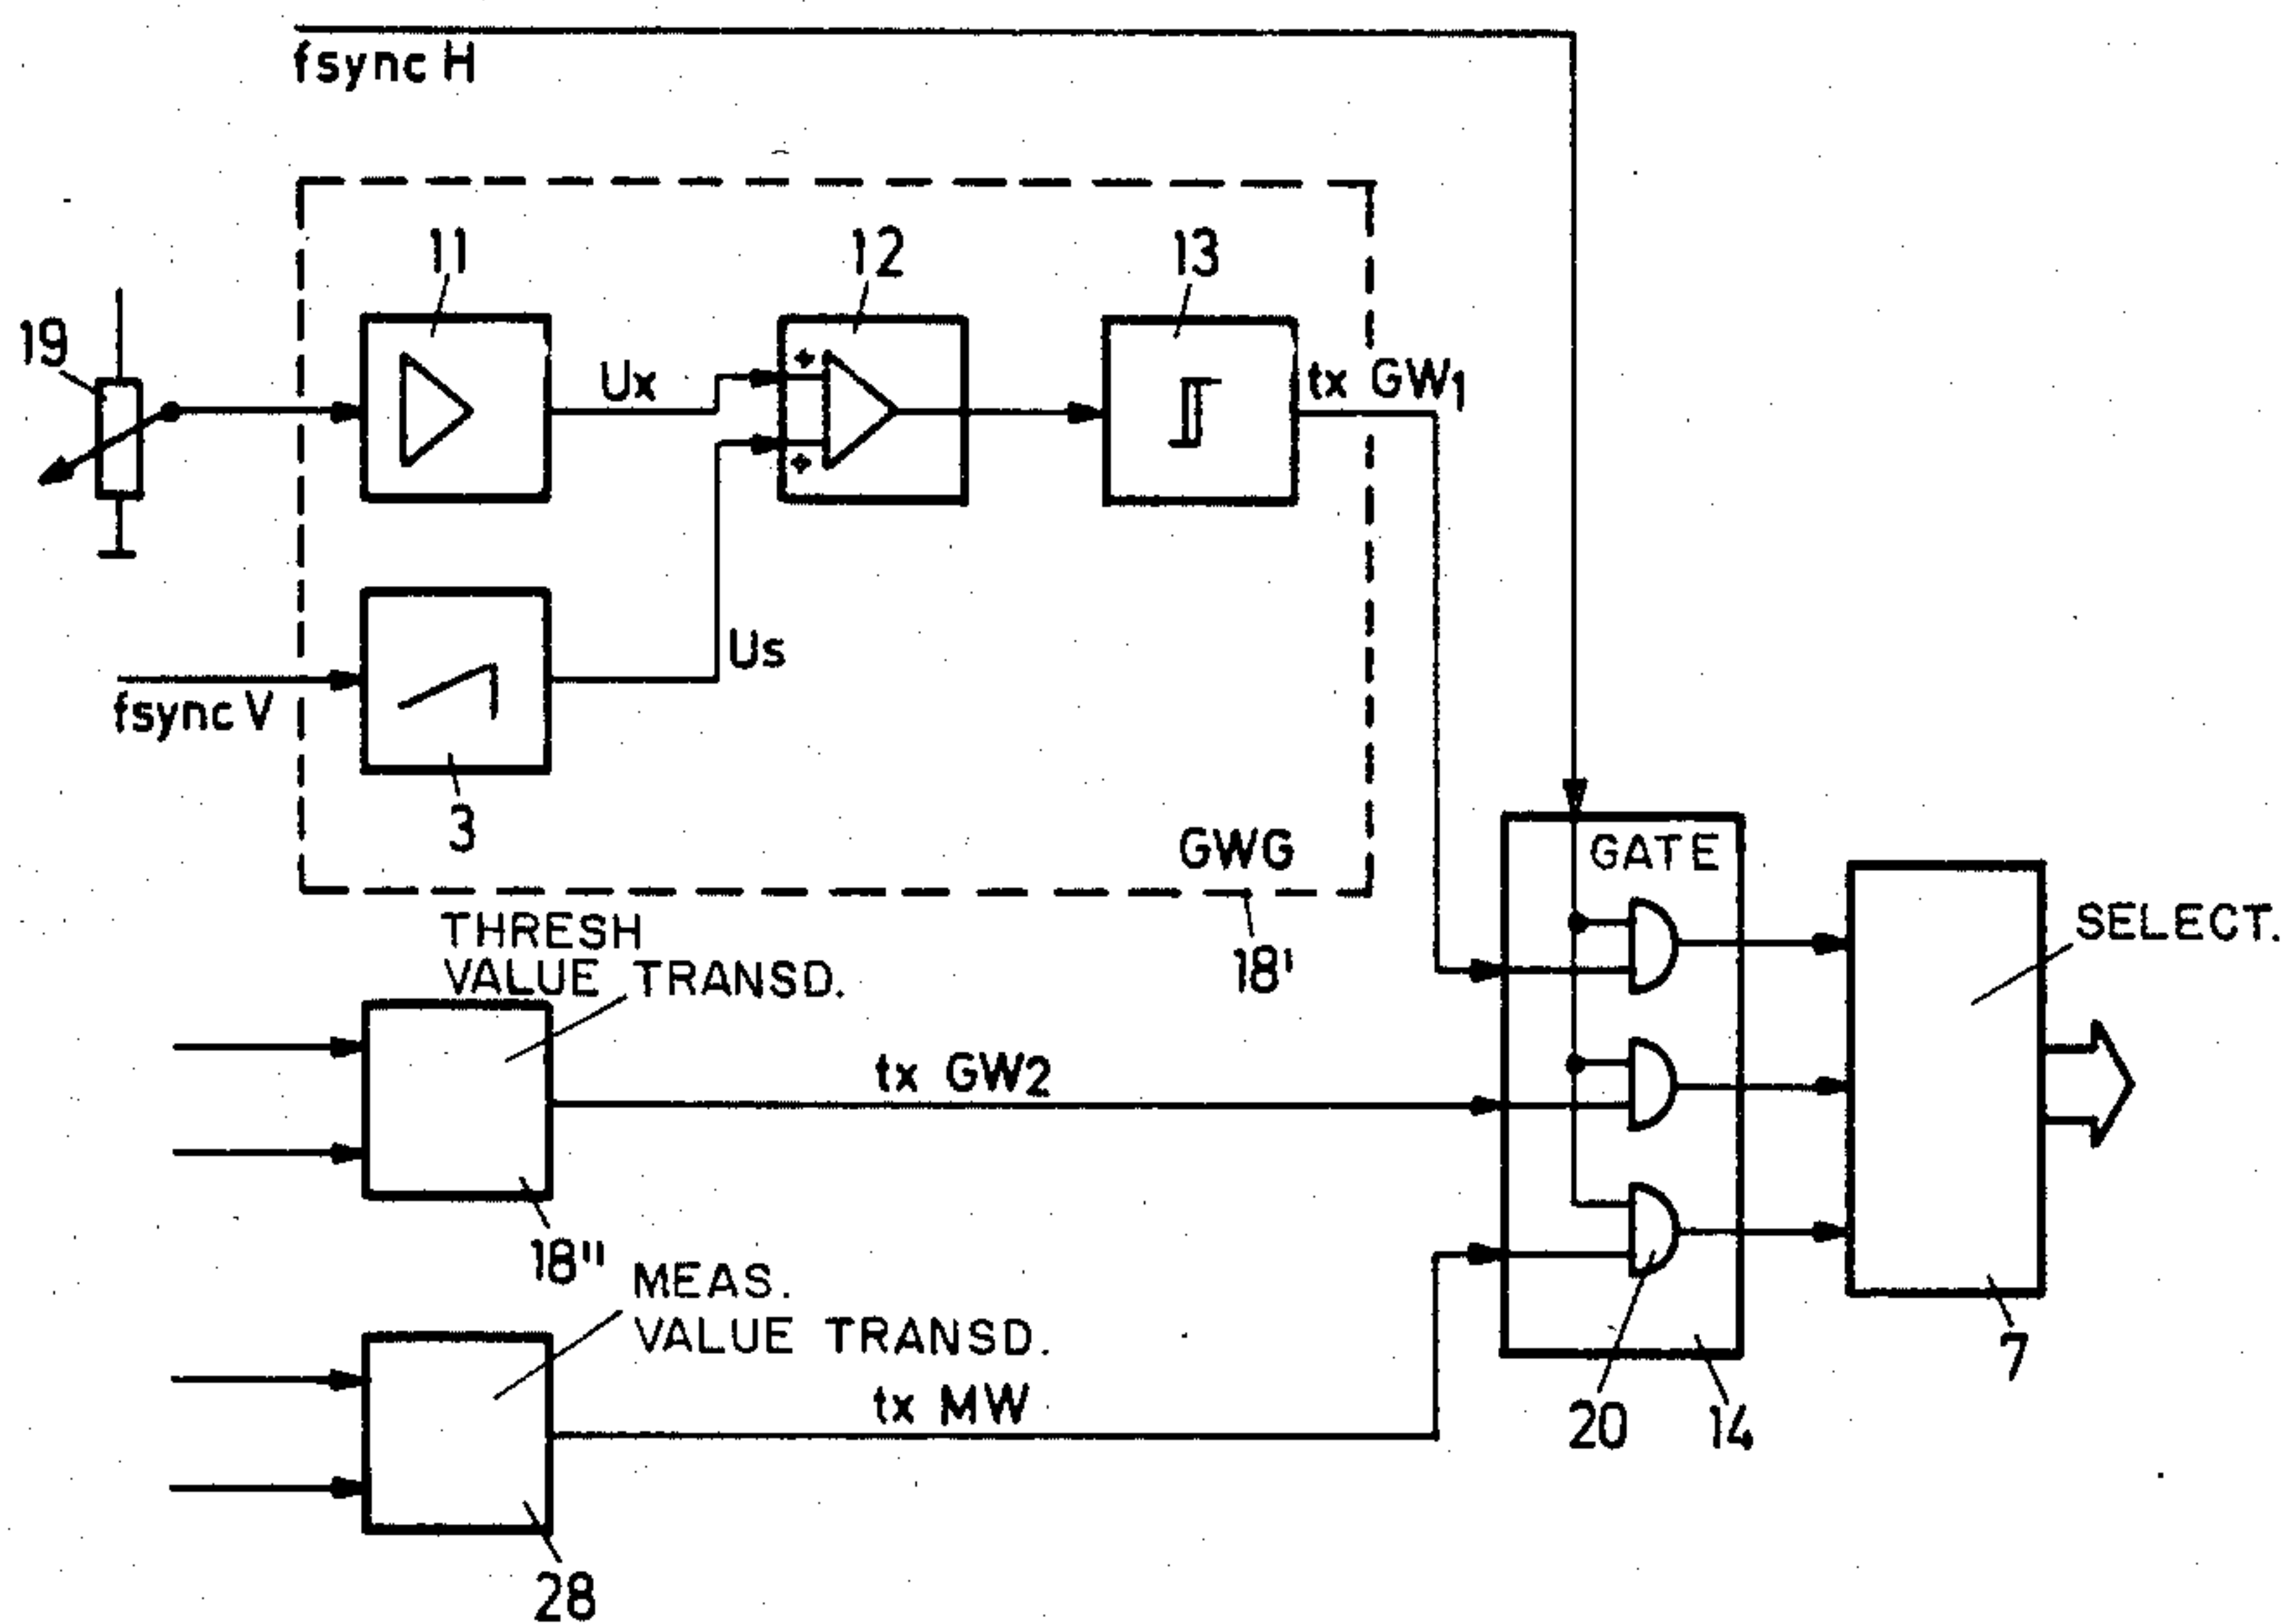 fsync H
11
12
13
19
Ux
tx GW1
+
+
Us
fsync V
3
GWG
18'
GATE
SELECT.
THRESH
VALUE TRANSD.
tx GW2
18"
MEAS.
VALUE TRANSD.
tx MW
7
20
14
28